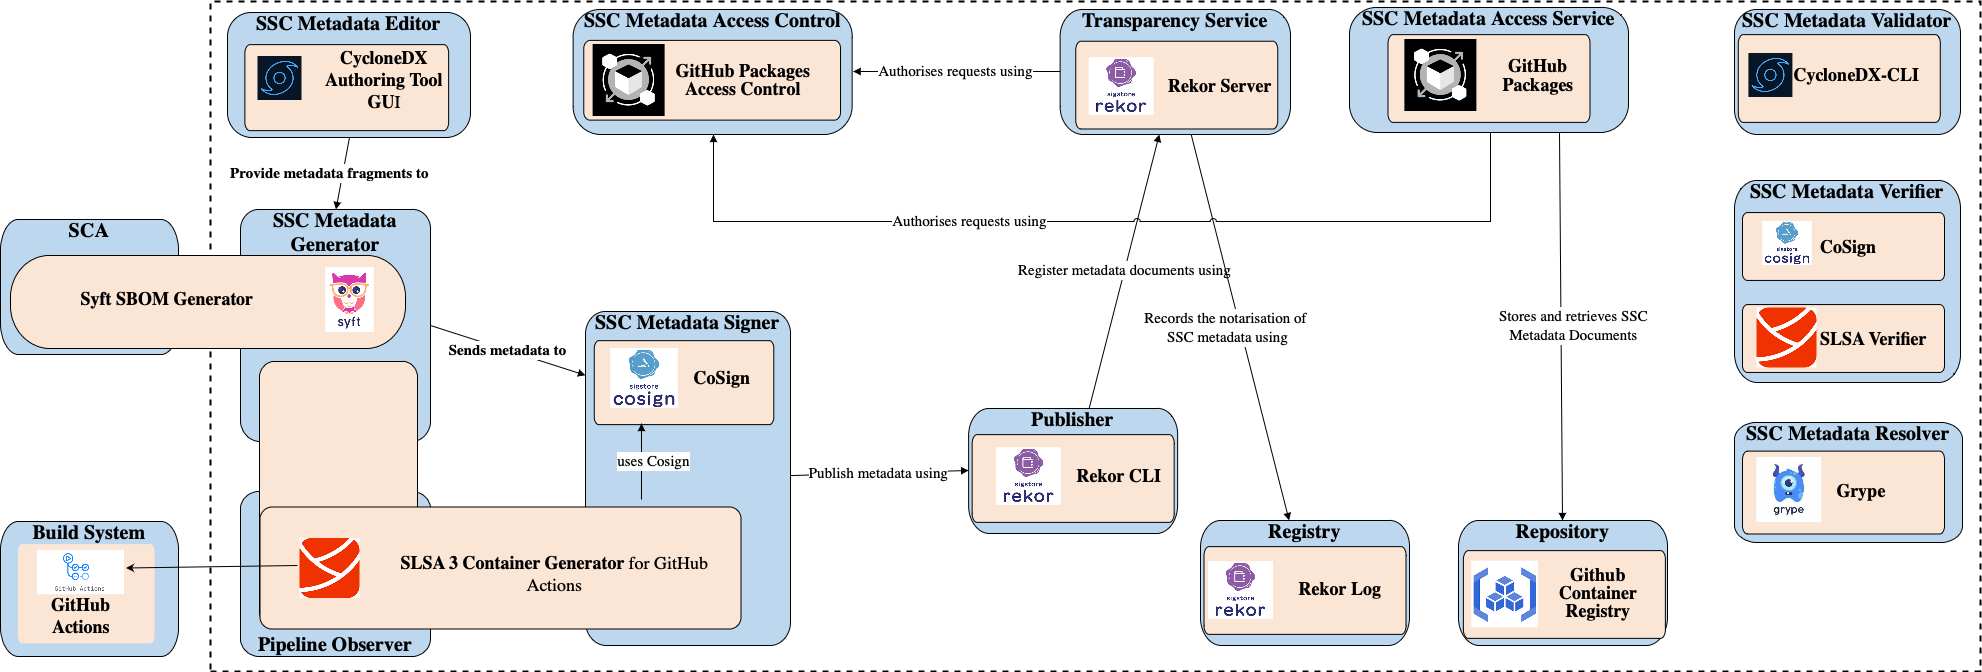 SSC Metadata Editor
CycloneDX
Authoring Tool
GUI
SSC Metadata Access Control
GitHub Packages
Access Control
Authorises requests using
Transparency Service
sigstore
rekor
Rekor Server
SSC Metadata Access Service
GitHub
Packages
SSC Metadata Validator
CycloneDX-CLI
Provide metadata fragments to
SSC Metadata
Generator
SCA
Syft SBOM Generator
syft
Authorises requests using
SSC Metadata Verifier
sigstore
cosign
CoSign
SLSA Verifier
Register metadata documents using
Records the notarisation of
SSC metadata using
Stores and retrieves SSC
Metadata Documents
Sends metadata to
SSC Metadata Signer
sigstore
cosign
CoSign
uses Cosign
Publish metadata using
Publisher
sigstore
rekor
Rekor CLI
SSC Metadata Resolver
grype
Grype
Build System
GitHub Actions
GitHub
Actions
SLSA 3 Container Generator for GitHub
Actions
Pipeline Observer
Registry
sigstore
rekor
Rekor Log
Repository
Github
Container
Registry